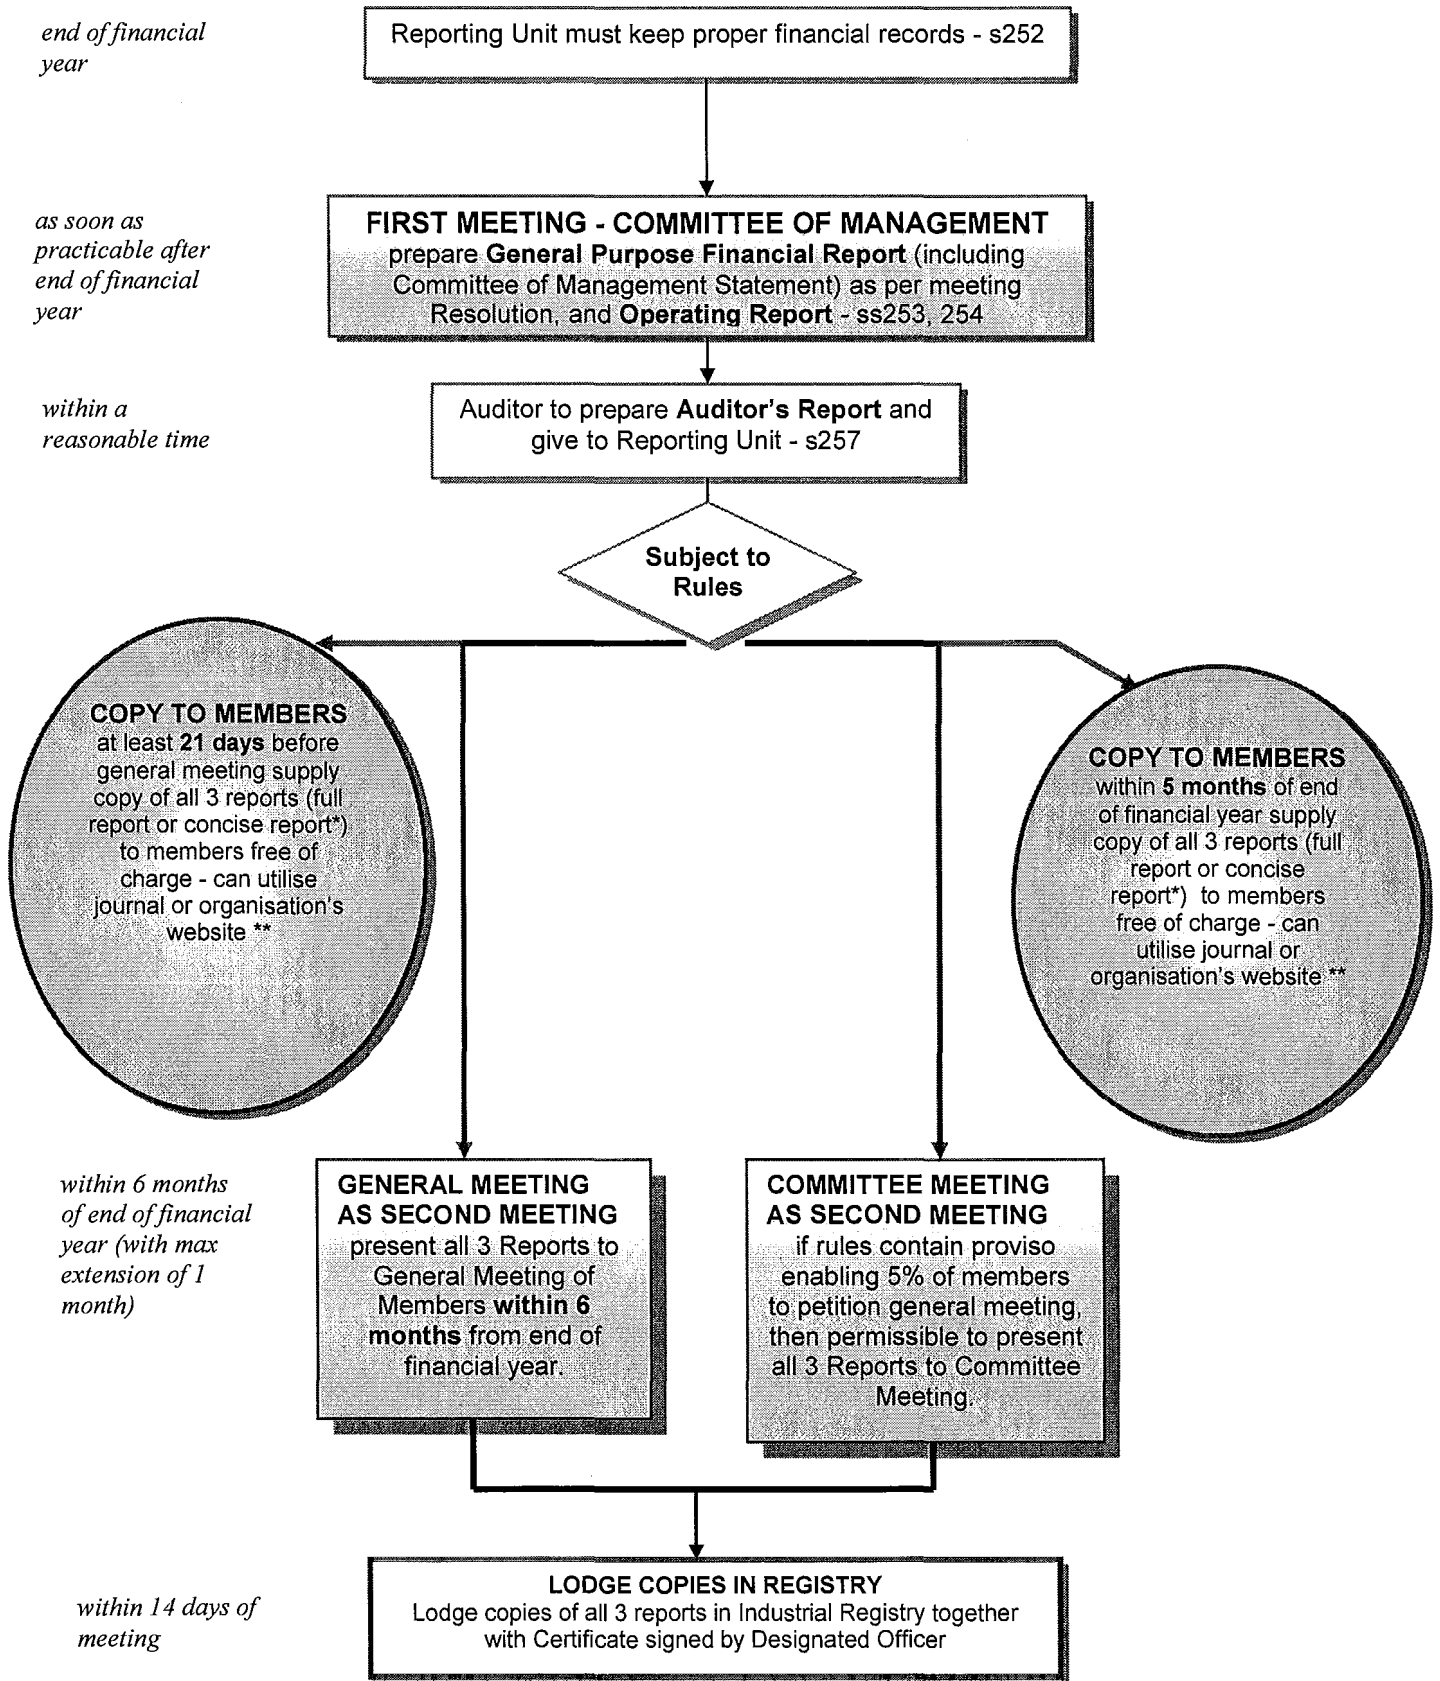 end of financial
year
Reporting Unit must keep proper financial records - s252
as soon as
practicable after
end of financial
year
FIRST MEETING - COMMITTEE OF MANAGEMENT
prepare General Purpose Financial Report (including
Committee of Management Statement) as per meeting
Resolution, and Operating Report - ss253, 254
within a
reasonable time
Auditor to prepare Auditor's Report and
give to Reporting Unit - s257
Subject to
Rules
COPY TO MEMBERS
at least 21 days before
general meeting supply
copy of all 3 reports (full
report or concise report*)
to members free of
charge - can utilise
journal or organisation's
website **
COPY TO MEMBERS
within 5 months of end
of financial year supply
copy of all 3 reports (full
report or concise
report*) to members
free of charge - can
utilise journal or
organisation's website **
within 6 months
of end of financial
year (with max
extension of 1
month)
GENERAL MEETING
AS SECOND MEETING
present all 3 Reports to
General Meeting of
Members within 6
months from end of
financial year.
COMMITTEE MEETING
AS SECOND MEETING
if rules contain proviso
enabling 5% of members
to petition general meeting,
then permissible to present
all 3 Reports to Committee
Meeting.
within 14 days of
meeting
LODGE COPIES IN REGISTRY
Lodge copies of all 3 reports in Industrial Registry together
with Certificate signed by Designated Officer